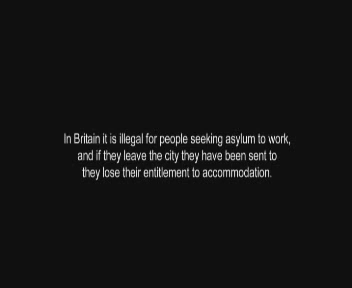 In Britain it is illegal for people seeking asylum to work,
and if they leave the city they have been sent to
they lose their entitlement to accommodation.